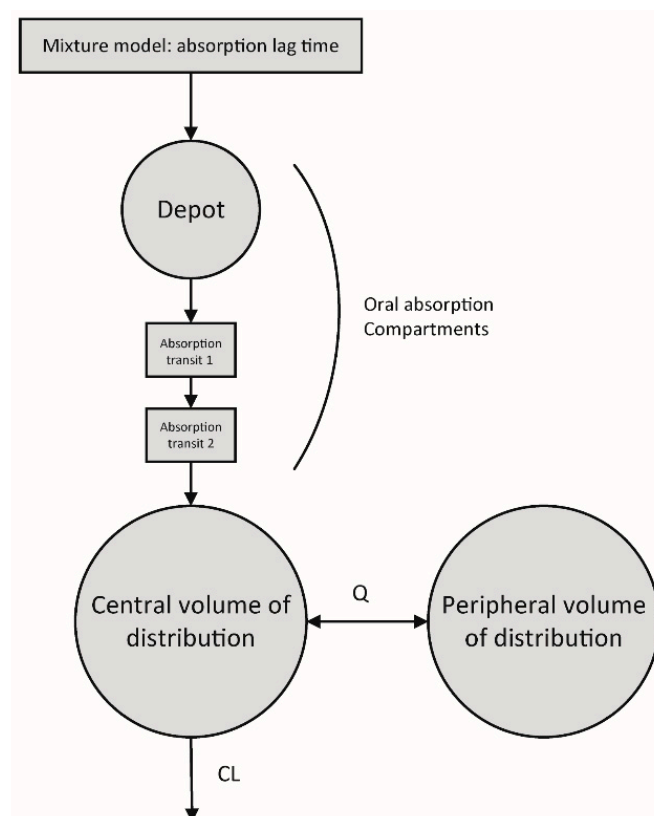 Mixture model: absorption lag time
Depot
Absorption
transit 1
Oral absorption
Compartments
Absorption
transit 2
Central volume of
distribution
Q
Peripheral volume
of distribution
CL